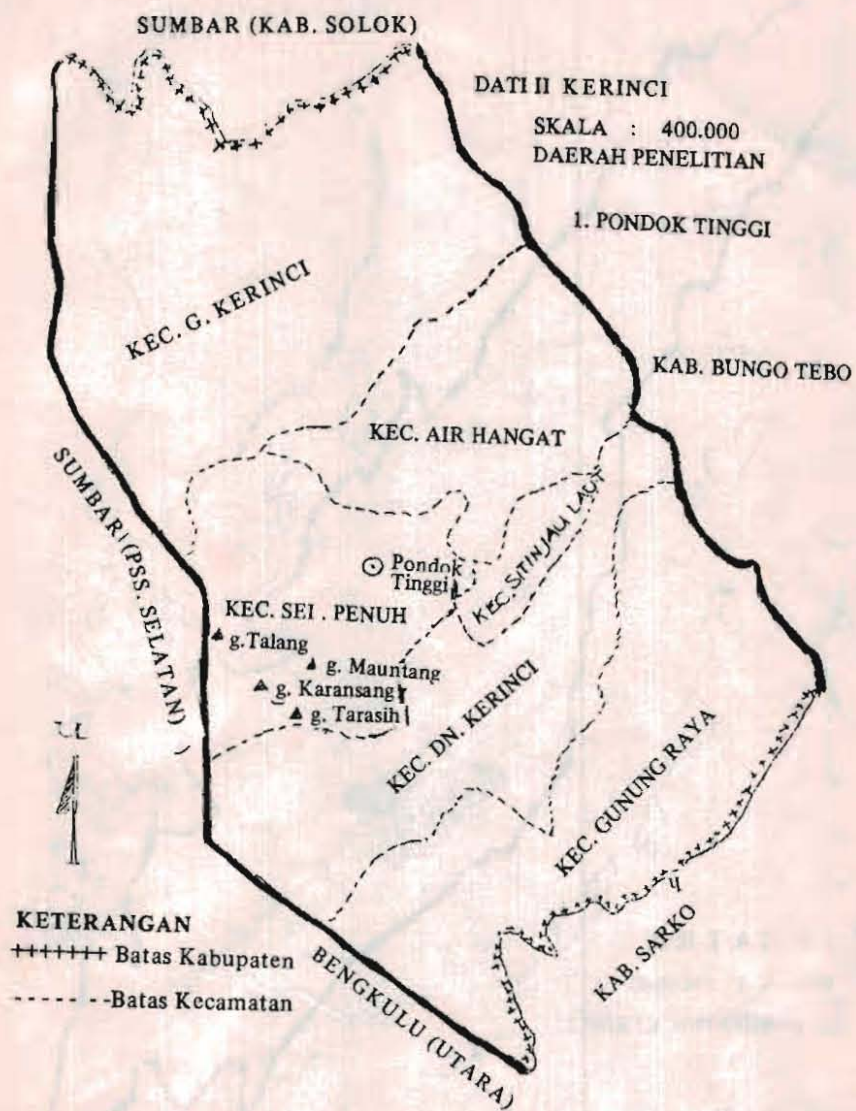 SUMBAR (KAB. SOLOK)
DATI II KERINCI
SKALA : 400.000
DAERAH PENELITIAN
1. PONDOK TINGGI
KEC. G. KERINCI
KAB. BUNGO TEBO
KEC. AIR HANGAT
SUMBAR (PSS. SELATAN)
KEC. SITINJAU LAUT
Pondok
Tinggi
KEC. SEI . PENUH
g.Talang
g. Mauntang
g. Karansang
g. Tarasih
KEC. DN. KERINCI
KEC. GUNUNG RAYA
KAB. SARKO
KETERANGAN
+++++++ Batas Kabupaten
-------Batas Kecamatan
BENGKULU (UTARA)